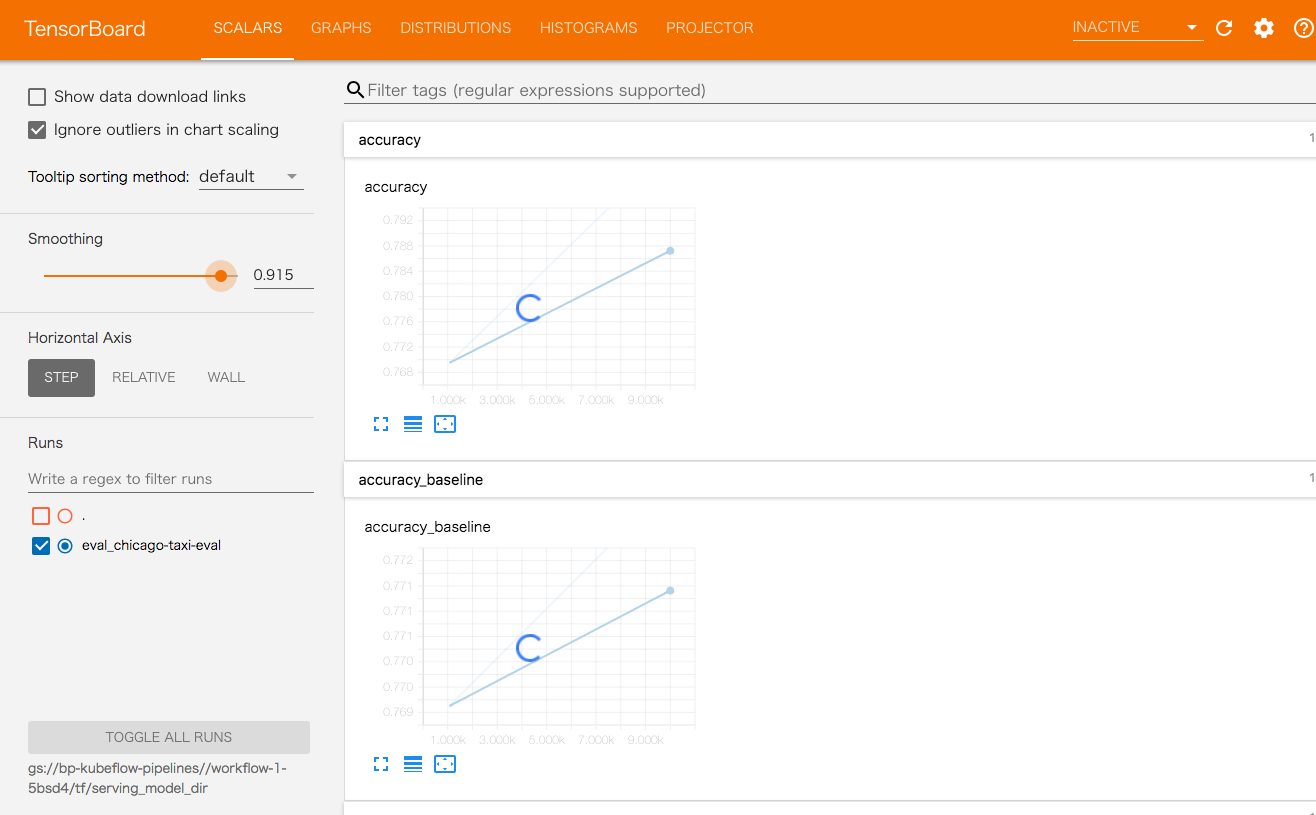 TensorBoard
SCALARS GRAPHS DISTRIBUTIONS HISTOGRAMS PROJECTOR
INACTIVE
Show data download links
Ignore outliers in chart scaling
Tooltip sorting method: default
Smoothing
0.915
Horizontal Axis
STEP RELATIVE WALL
Runs
Write a regex to filter runs
.
eval_chicago-taxi-eval
TOGGLE ALL RUNS
gs://bp-kubeflow-pipelines//workflow-1-
5bsd4/tf/serving_model_dir
Filter tags (regular expressions supported)
accuracy 1
accuracy
0.792
0.788
0.784
0.780
0.776
0.772
0.768
1.000k 3.000k 5.000k 7.000k 9.000k
accuracy_baseline 1
accuracy_baseline
0.772
0.771
0.771
0.771
0.770
0.770
0.769
1.000k 3.000k 5.000k 7.000k 9.000k